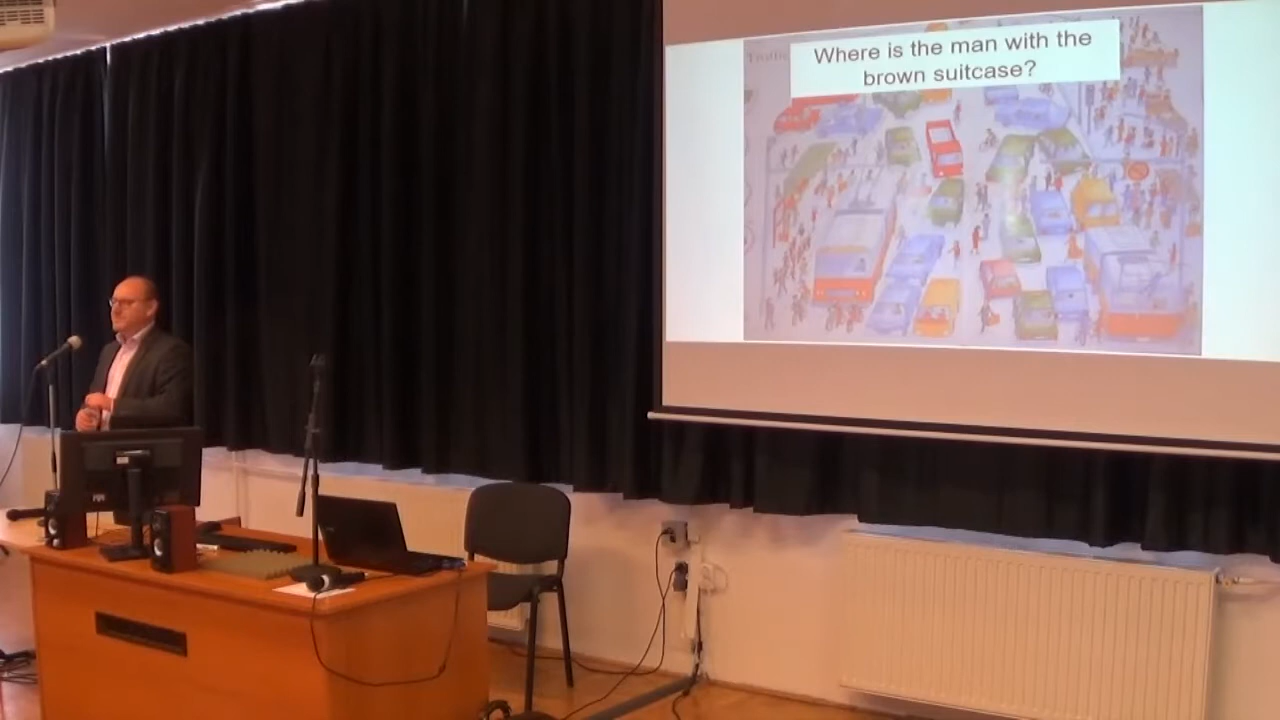 Where is the man with the
brown suitcase?